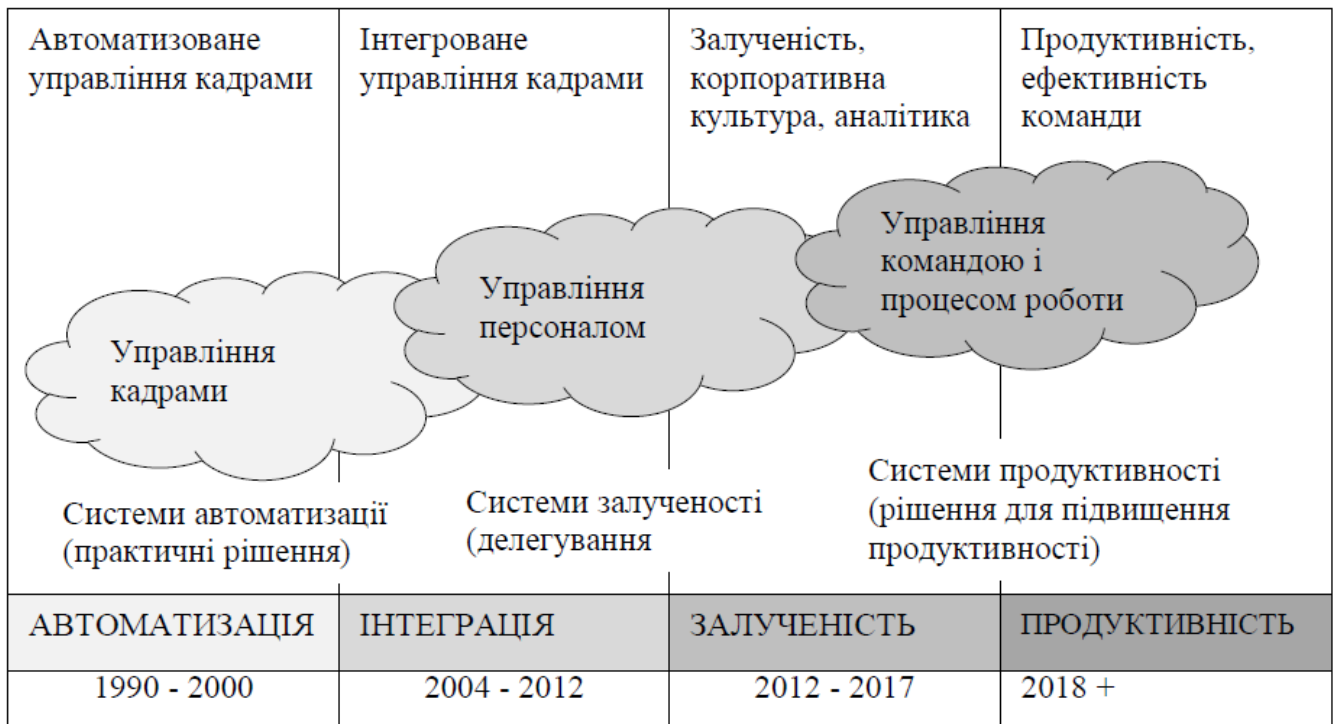 Автоматизоване
управління кадрами
Інтегроване
управління кадрами
Залученість,
корпоративна
культура, аналітика
Продуктивність,
ефективність
команди
Управління
кадрами
Управління
персоналом
Управління
командою і
процесом роботи
Системи автоматизації
(практичні рішення)
Системи залученості
(делегування
Системи продуктивності
(рішення для підвищення
продуктивності)
АВТОМАТИЗАЦІЯ
ІНТЕГРАЦІЯ
ЗАЛУЧЕНІСТЬ
ПРОДУКТИВНІСТЬ
1990 - 2000
2004 - 2012
2012 - 2017
2018 +